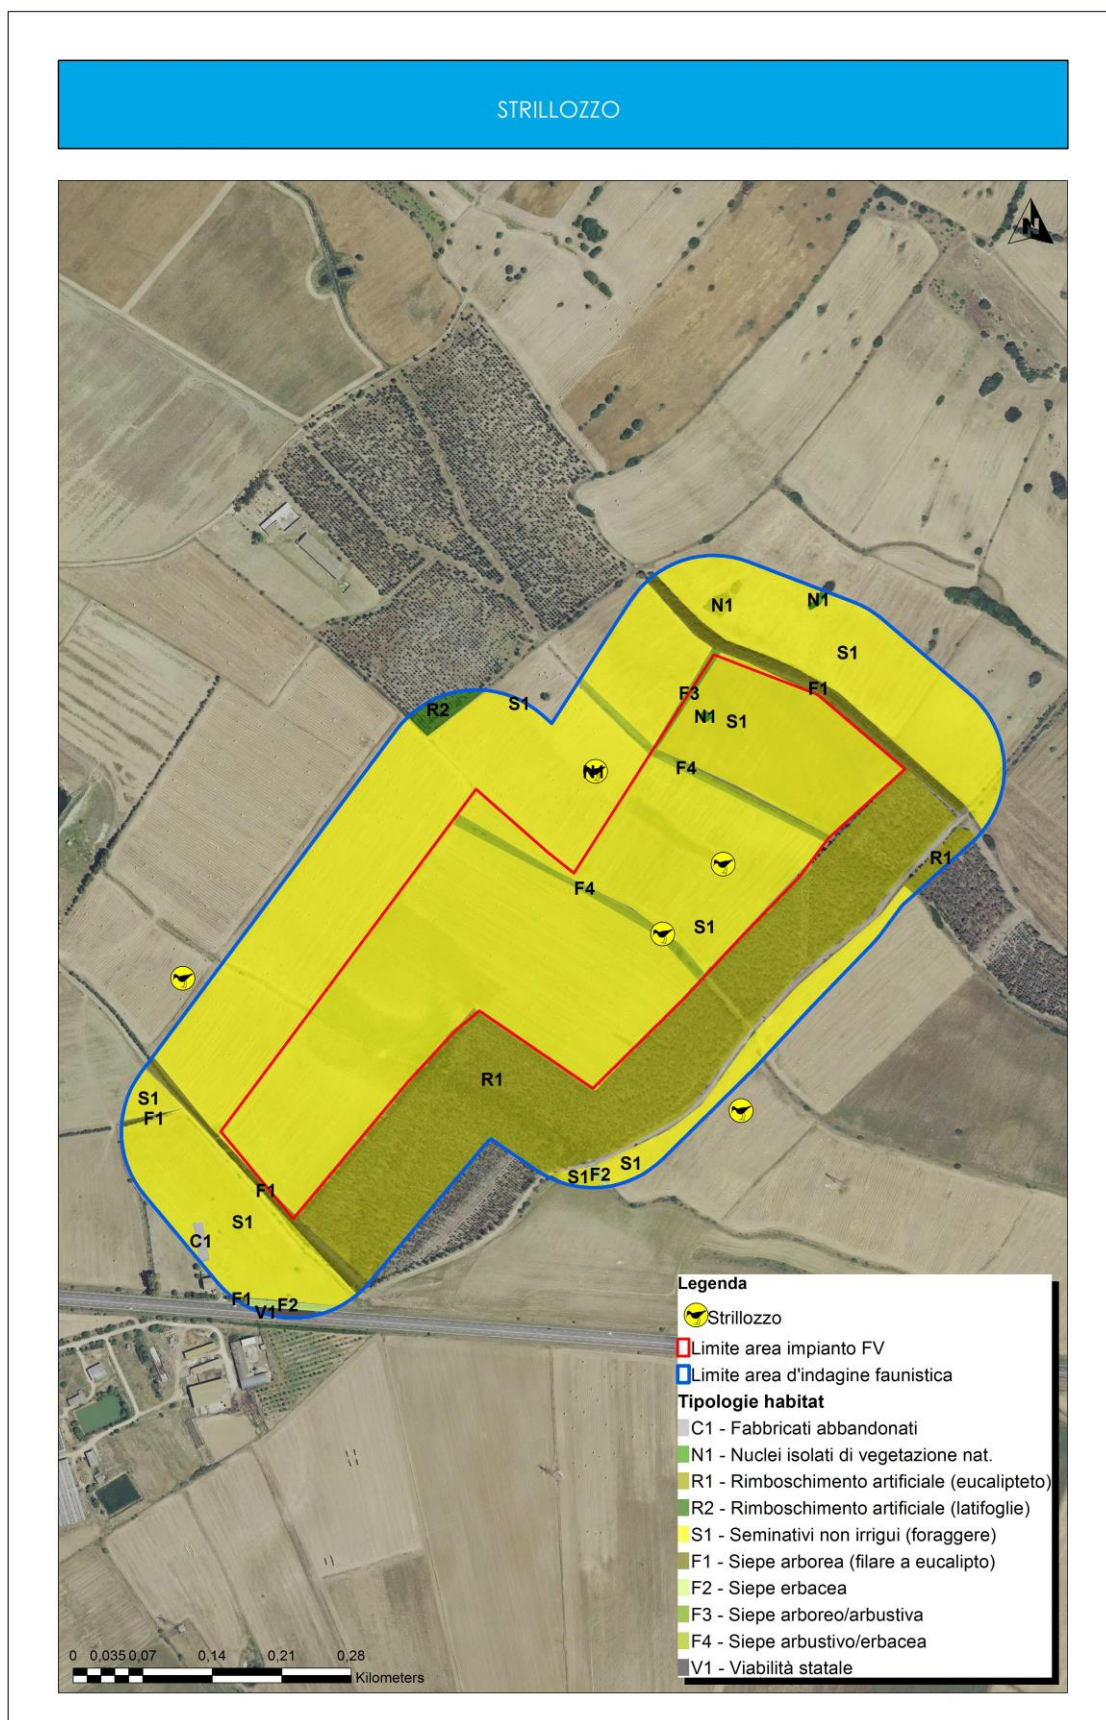 STRILLOZZO
N
N1
N1
S1
R2
S1
F3
F1
N1
S1
N1
F4
R1
F4
S1
R1
S1
F1
S1
S1
F2
F1
S1
C1
F1
F2
V1
Legenda
Strillozzo
Limite area impianto FV
Limite area d'indagine faunistica
Tipologie habitat
C1 - Fabbricati abbandonati
N1 - Nuclei isolati di vegetazione nat.
R1 - Rimboschimento artificiale (eucalipteto)
R2 - Rimboschimento artificiale (latifoglie)
S1 - Seminativi non irrigui (foraggere)
F1 - Siepe arborea (filare a eucalipto)
F2 - Siepe erbacea
F3 - Siepe arboreo/arbustiva
F4 - Siepe arbustivo/erbacea
V1 - Viabilità statale
0 0,035 0,07 0,14 0,21 0,28
Kilometers